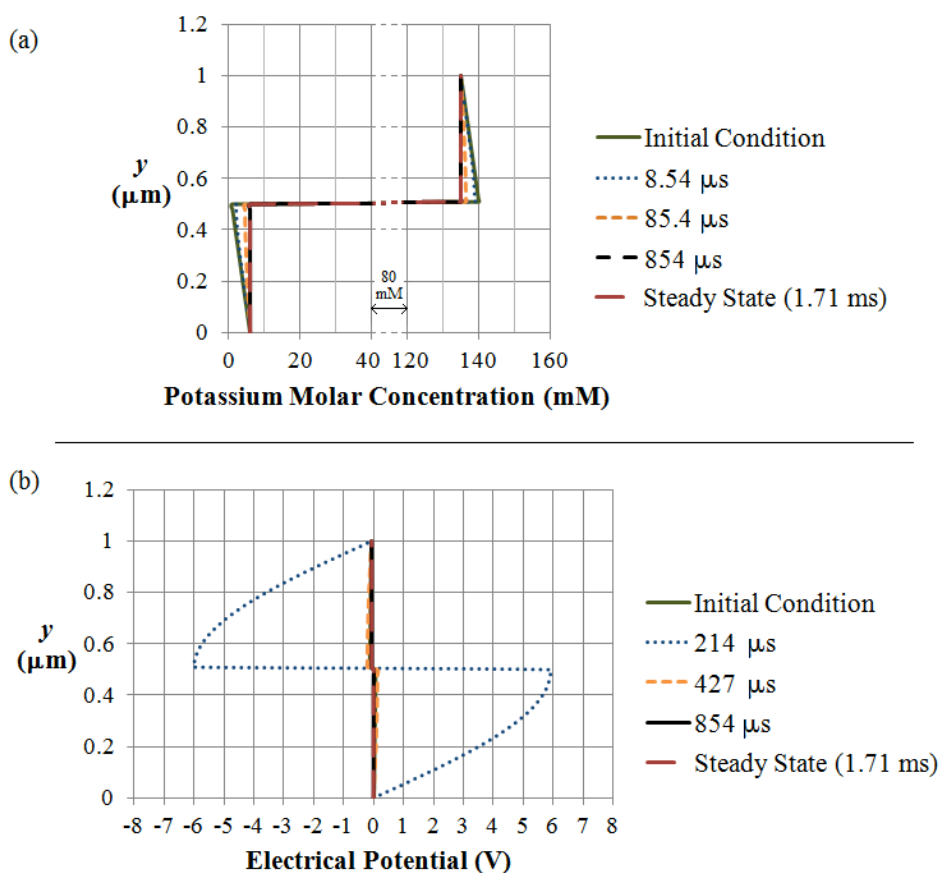 (a)
1.2
1
0.8
0.6
0.4
0.2
0
y
(μm)
80
mM
0 20 40 120 140 160
Potassium Molar Concentration (mM)
Initial Condition
8.54 μs
85.4 μs
854 μs
Steady State (1.71 ms)
(b)
1.2
1
0.8
0.6
0.4
0.2
0
y
(μm)
-8 -7 -6 -5 -4 -3 -2 -1 0 1 2 3 4 5 6 7 8
Electrical Potential (V)
Initial Condition
214 μs
427 μs
854 μs
Steady State (1.71 ms)